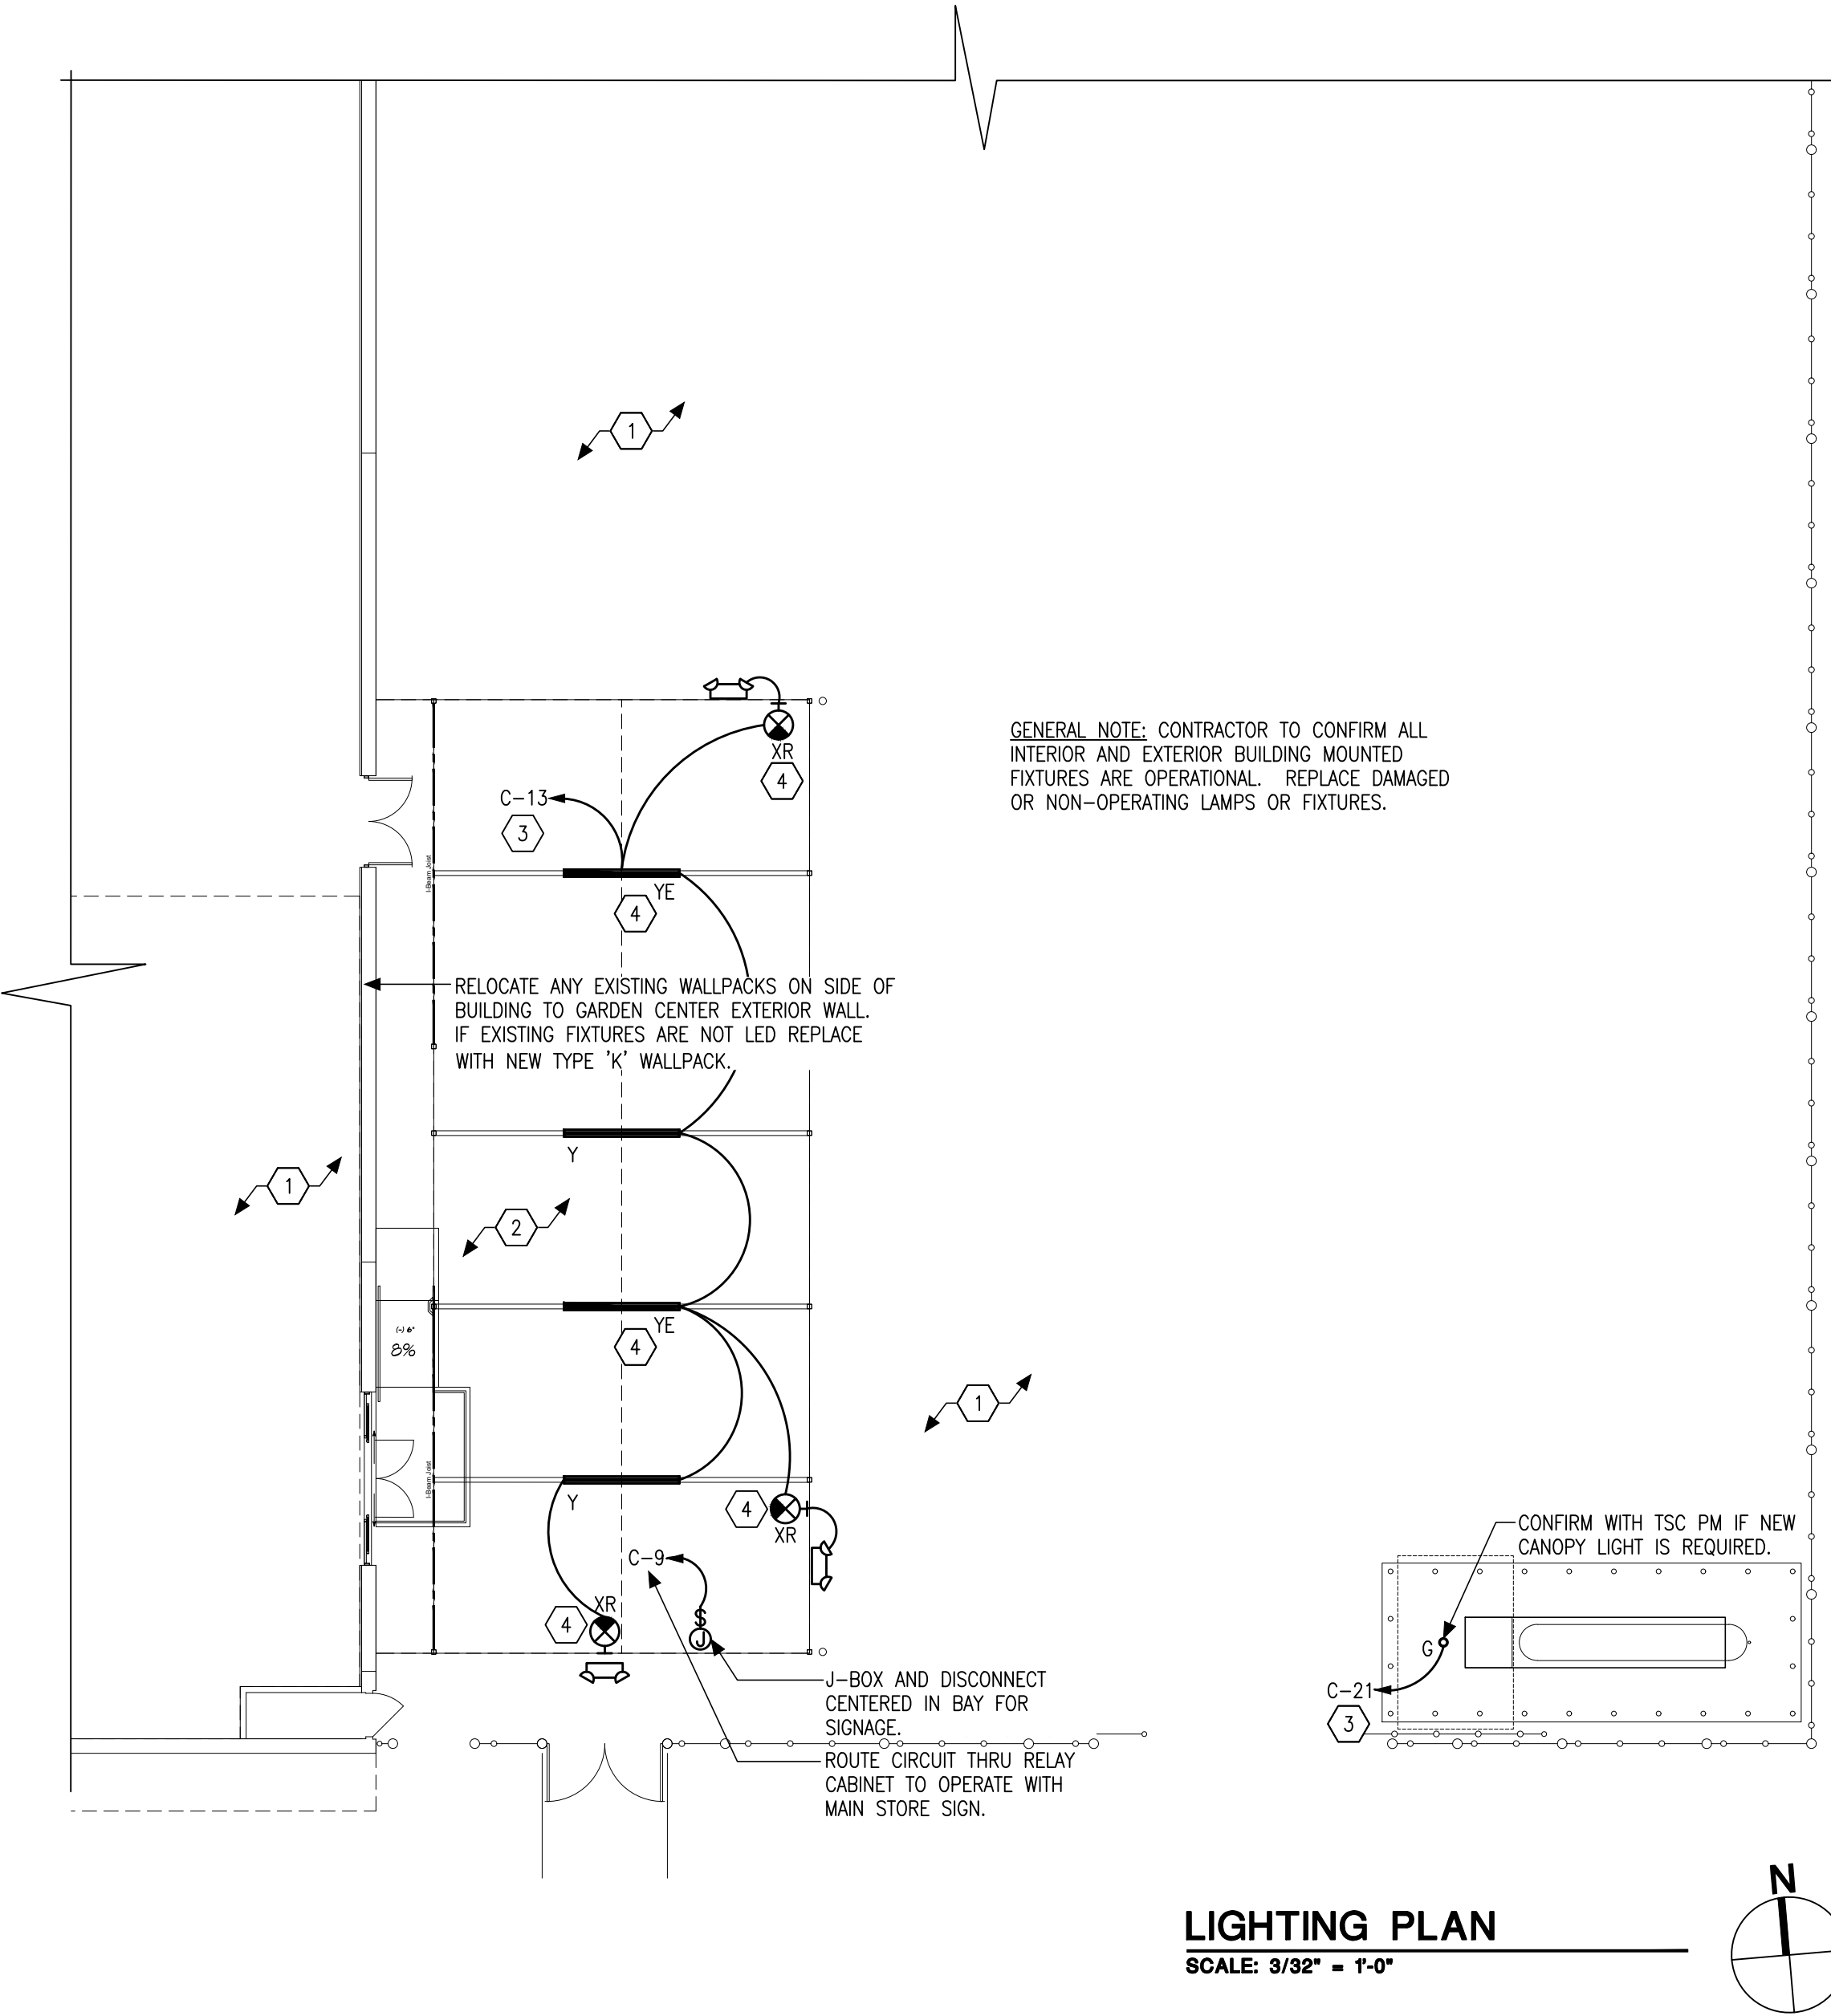 1
XR
4
C-13
3
YE
4
GENERAL NOTE: CONTRACTOR TO CONFIRM ALL
INTERIOR AND EXTERIOR BUILDING MOUNTED
FIXTURES ARE OPERATIONAL. REPLACE DAMAGED
OR NON-OPERATING LAMPS OR FIXTURES.
I-Beam Joist
RELOCATE ANY EXISTING WALLPACKS ON SIDE OF
BUILDING TO GARDEN CENTER EXTERIOR WALL.
IF EXISTING FIXTURES ARE NOT LED REPLACE
WITH NEW TYPE 'K' WALLPACK.
Y
1
2
YE
4
(-) 6"
8%
1
I-Beam Joist
Y
4
XR
C-9
XR
4
$
J
J-BOX AND DISCONNECT
CENTERED IN BAY FOR
SIGNAGE.
ROUTE CIRCUIT THRU RELAY
CABINET TO OPERATE WITH
MAIN STORE SIGN.
CONFIRM WITH TSC PM IF NEW
CANOPY LIGHT IS REQUIRED.
G
C-21
3
LIGHTING PLAN
SCALE: 3/32" = 1'-0"
N